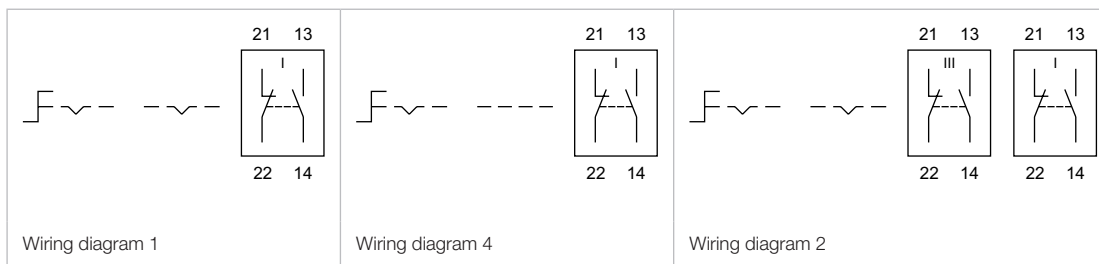 21 13
I
22 14
Wiring diagram 1
21 13
I
22 14
Wiring diagram 4
21 13
III
22 14
21 13
I
22 14
Wiring diagram 2